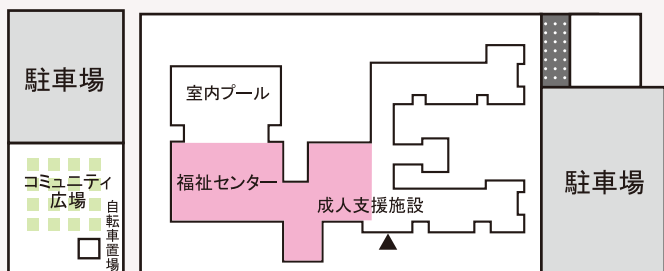 駐車場
室内プール
福祉センター
成人支援施設
コミュニティ
広場
自転車置場
駐車場